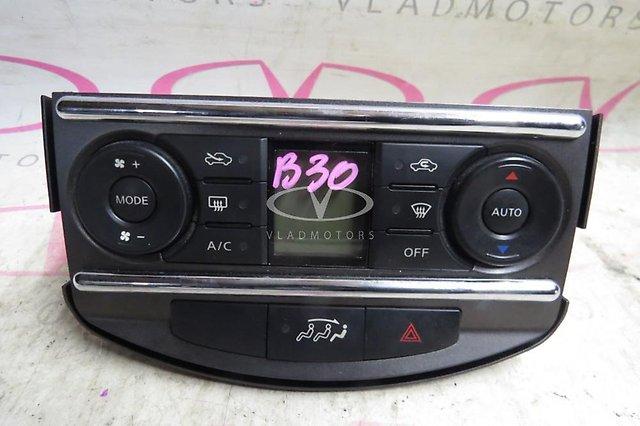 VLADMOTORS
B30
+
MODE
−
A/C
AUTO
OFF
VLADMOTORS